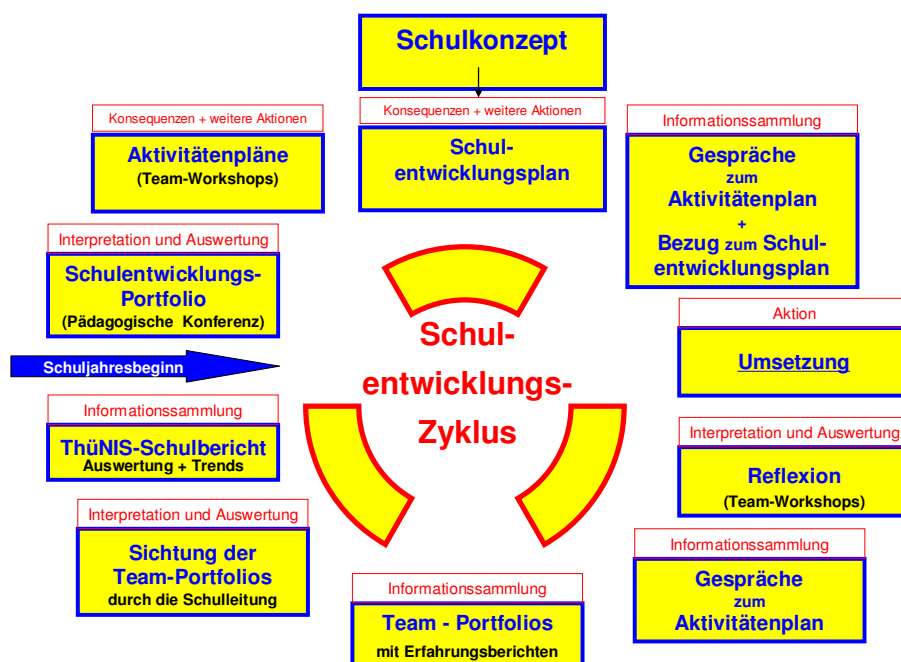 Schulkonzept
Konsequenzen + weitere Aktionen
Schul-
entwicklungsplan
Informationssammlung
Gespräche
zum
Aktivitätenplan
+
Bezug zum Schul-
entwicklungsplan
Aktion
Umsetzung
Interpretation und Auswertung
Reflexion
(Team-Workshops)
Informationssammlung
Gespräche
zum
Aktivitätenplan
Informationssammlung
Team - Portfolios
mit Erfahrungsberichten
Interpretation und Auswertung
Sichtung der
Team-Portfolios
durch die Schulleitung
Informationssammlung
ThüNIS-Schulbericht
Auswertung + Trends
Schuljahresbeginn
Interpretation und Auswertung
Schulentwicklungs-
Portfolio
(Pädagogische Konferenz)
Konsequenzen + weitere Aktionen
Aktivitätenpläne
(Team-Workshops)
Schul-
entwicklungs-
Zyklus